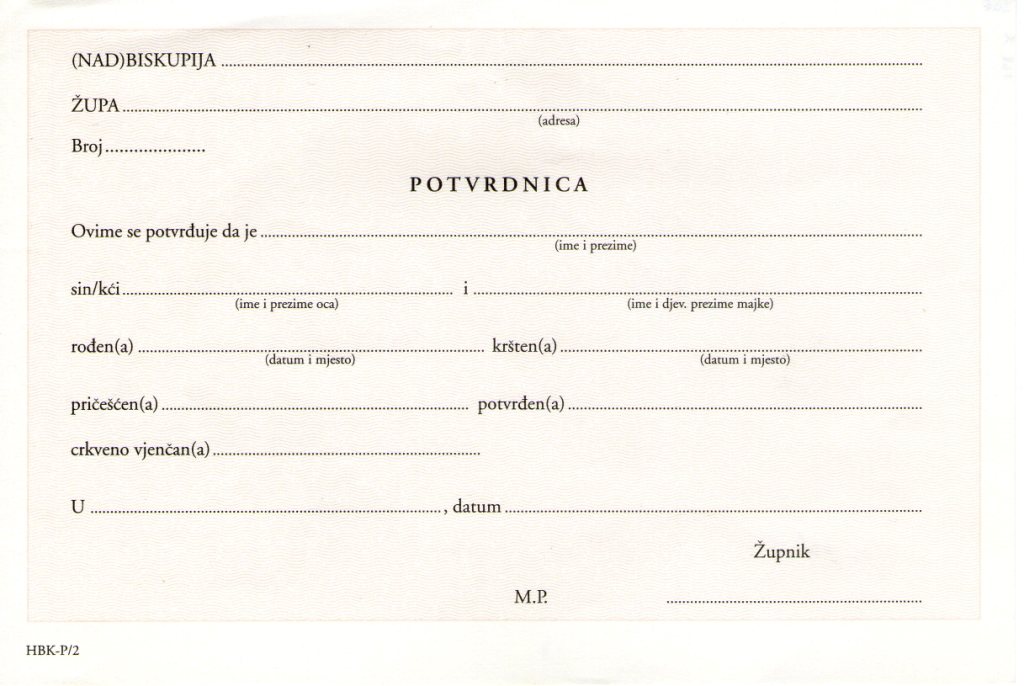 (NAD)BISKUPIJA ........................................
ŽUPA ........................................
(adresa)
Broj.....................
POTVRDNICA
Ovime se potvrđuje da je ........................................
(ime i prezime)
sin/kći ........................................ i ........................................
(ime i prezime oca) (ime i djev. prezime majke)
rođen(a) ........................................ kršten(a) ........................................
(datum i mjesto) (datum i mjesto)
pričešćen(a) ........................................ potvrđen(a) ........................................
crkveno vjenčan(a) ........................................
U ........................................, datum ........................................
Župnik
M.P. ........................................
HBK-P/2